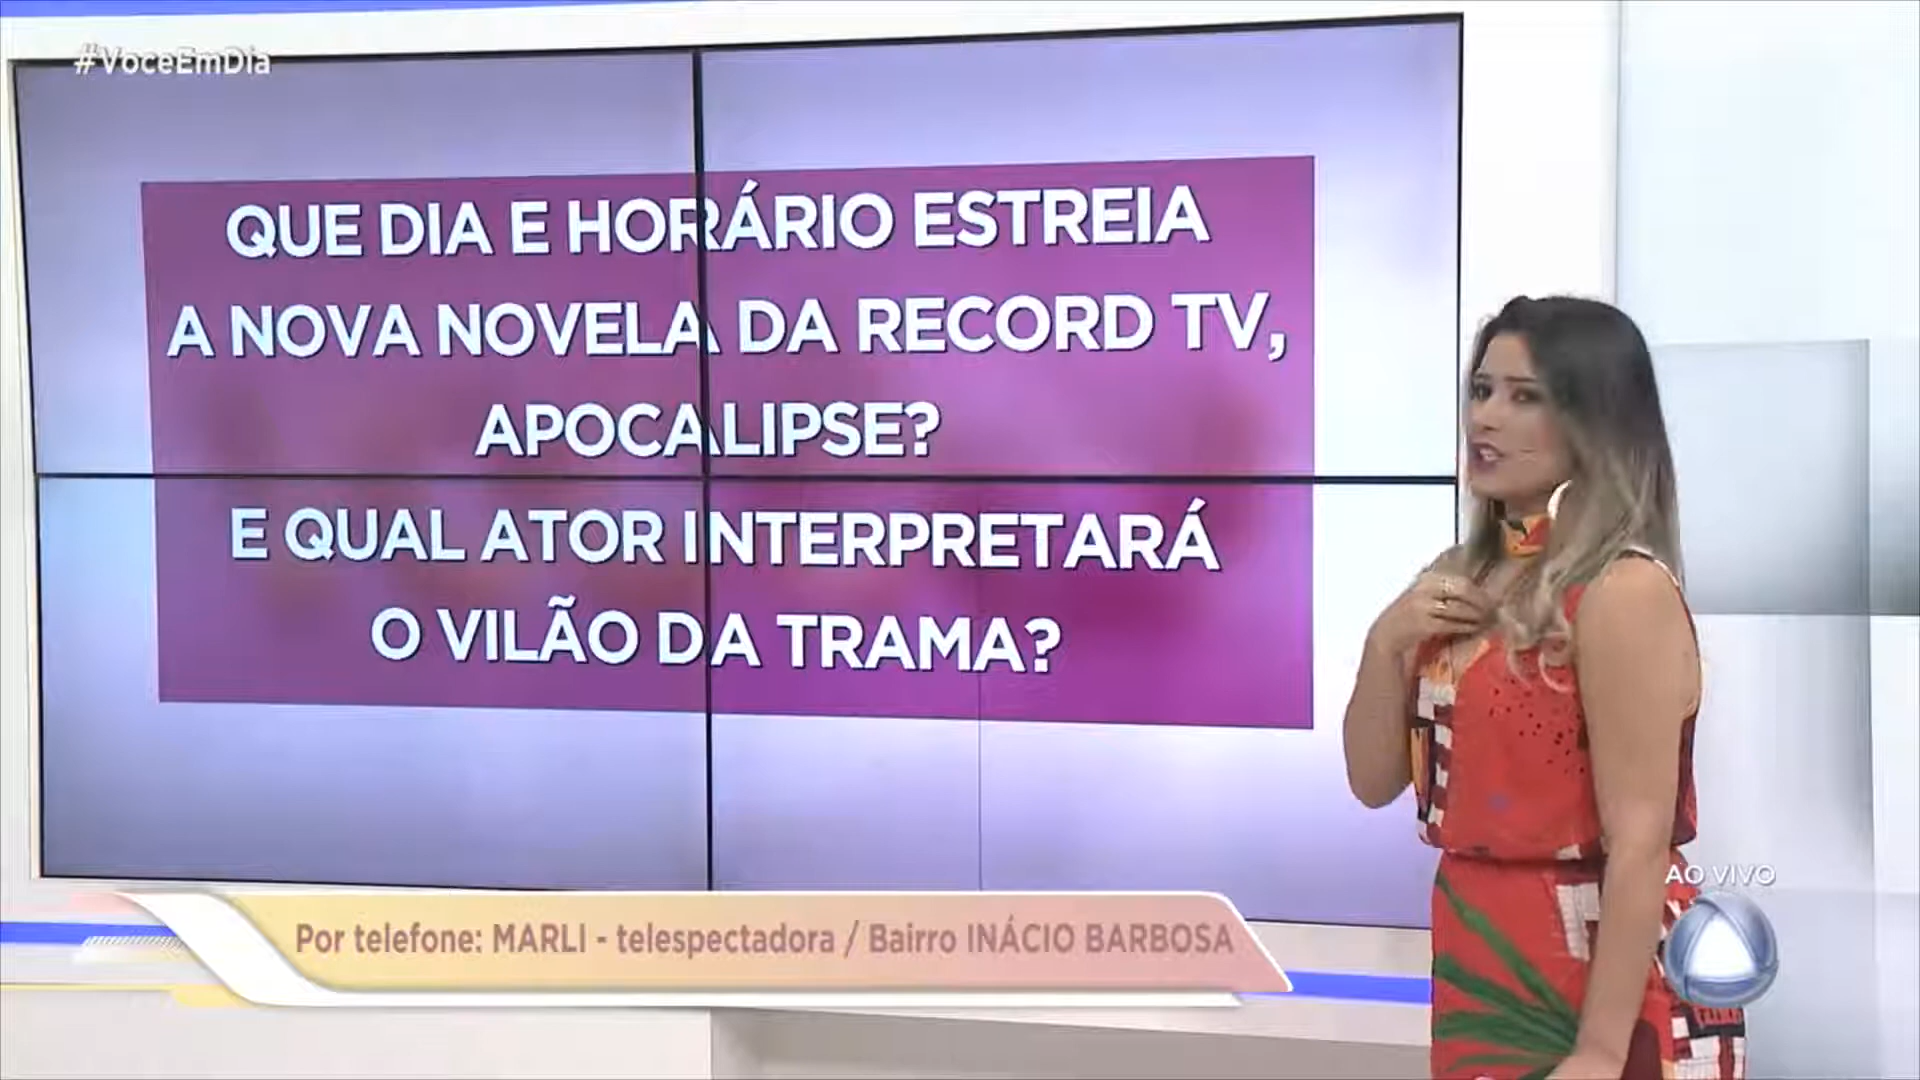 #VoceEmDia
QUE DIA E HORÁRIO ESTREIA
A NOVA NOVELA DA RECORD TV,
APOCALIPSE?
E QUAL ATOR INTERPRETARÁ
O VILÃO DA TRAMA?
AO VIVO
Por telefone: MARLI - telespectadora / Bairro INÁCIO BARBOSA